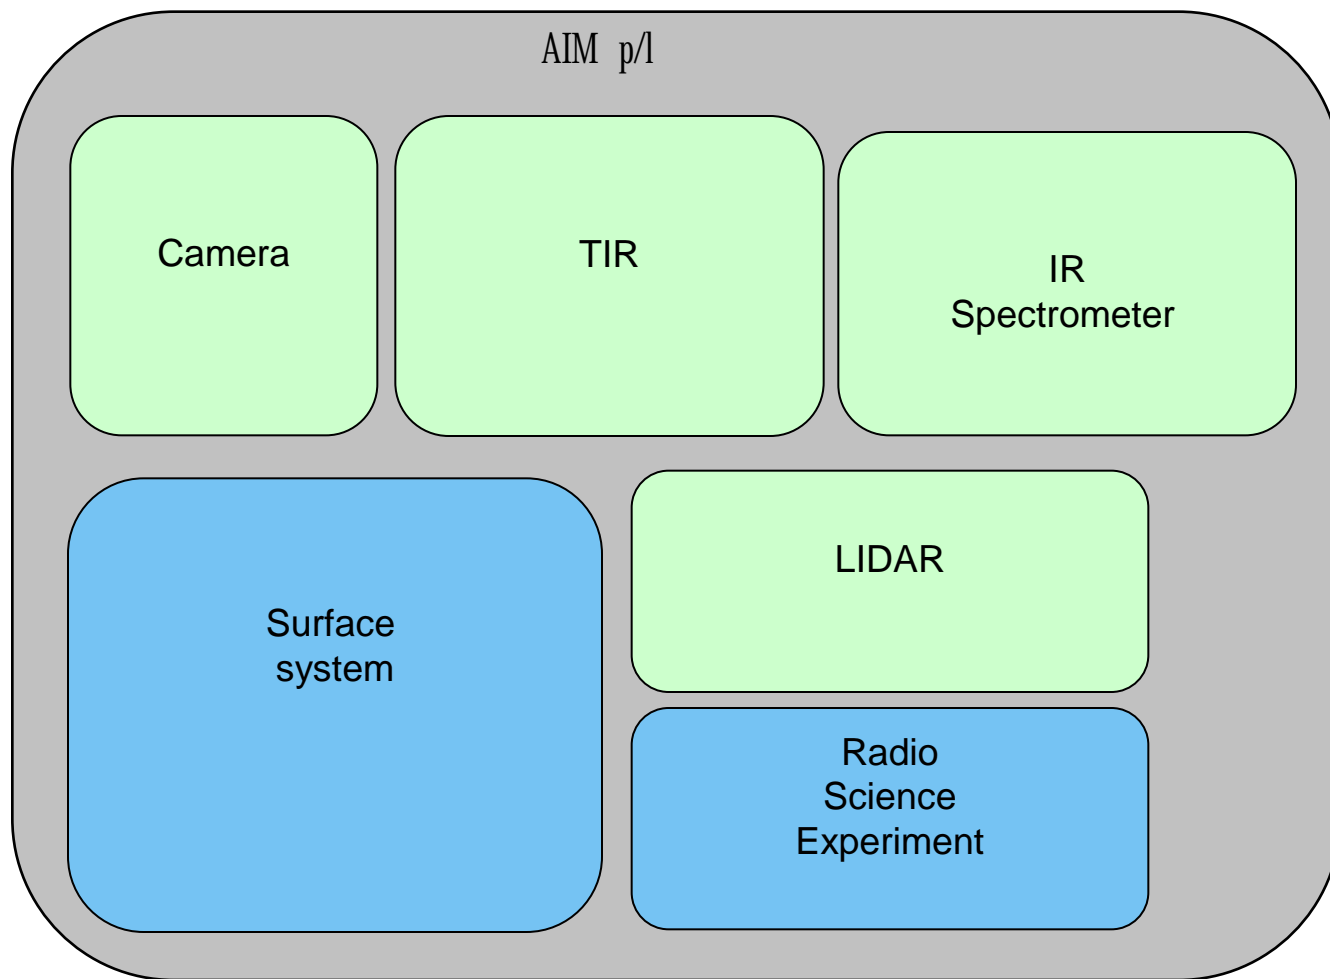 AIM p/l
Camera
TIR
IR
Spectrometer
LIDAR
Surface
system
Radio
Science
Experiment